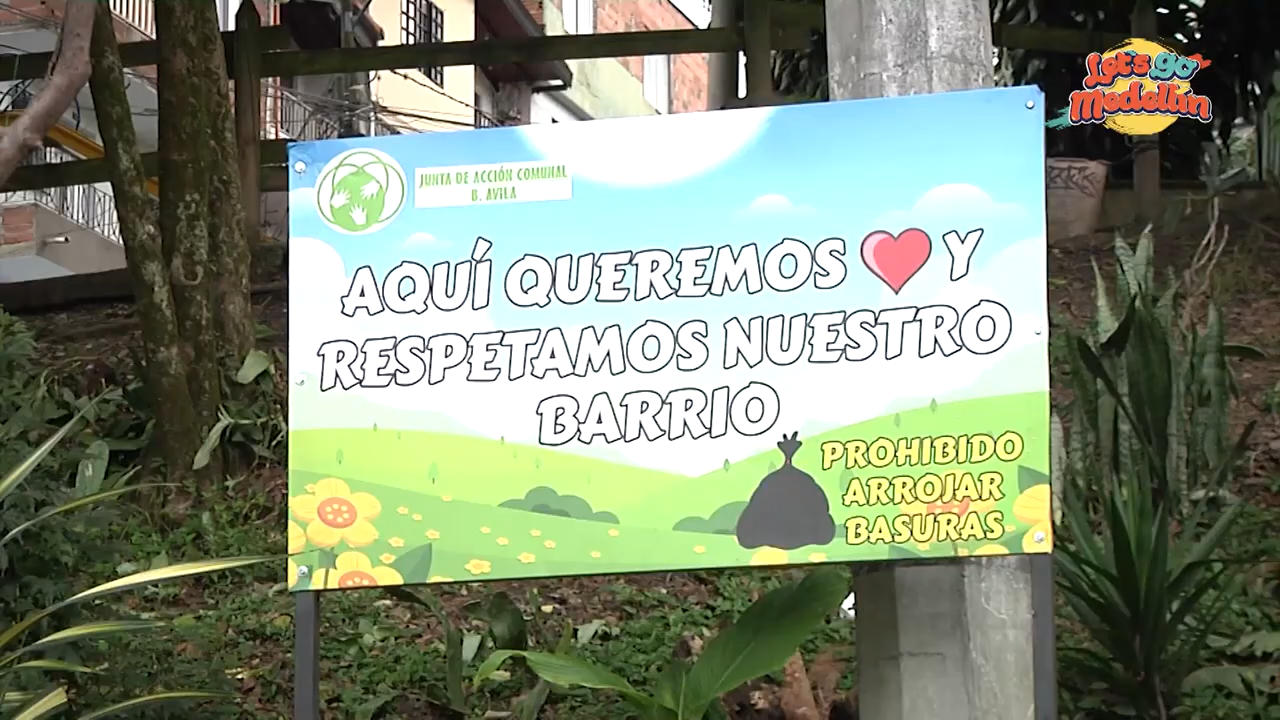 Let's go
Medellín
JUNTA DE ACCIÓN COMUNAL
B. AVILA
AQUÍ QUEREMOS ❤ Y
RESPETAMOS NUESTRO
BARRIO
PROHIBIDO
ARROJAR
BASURAS